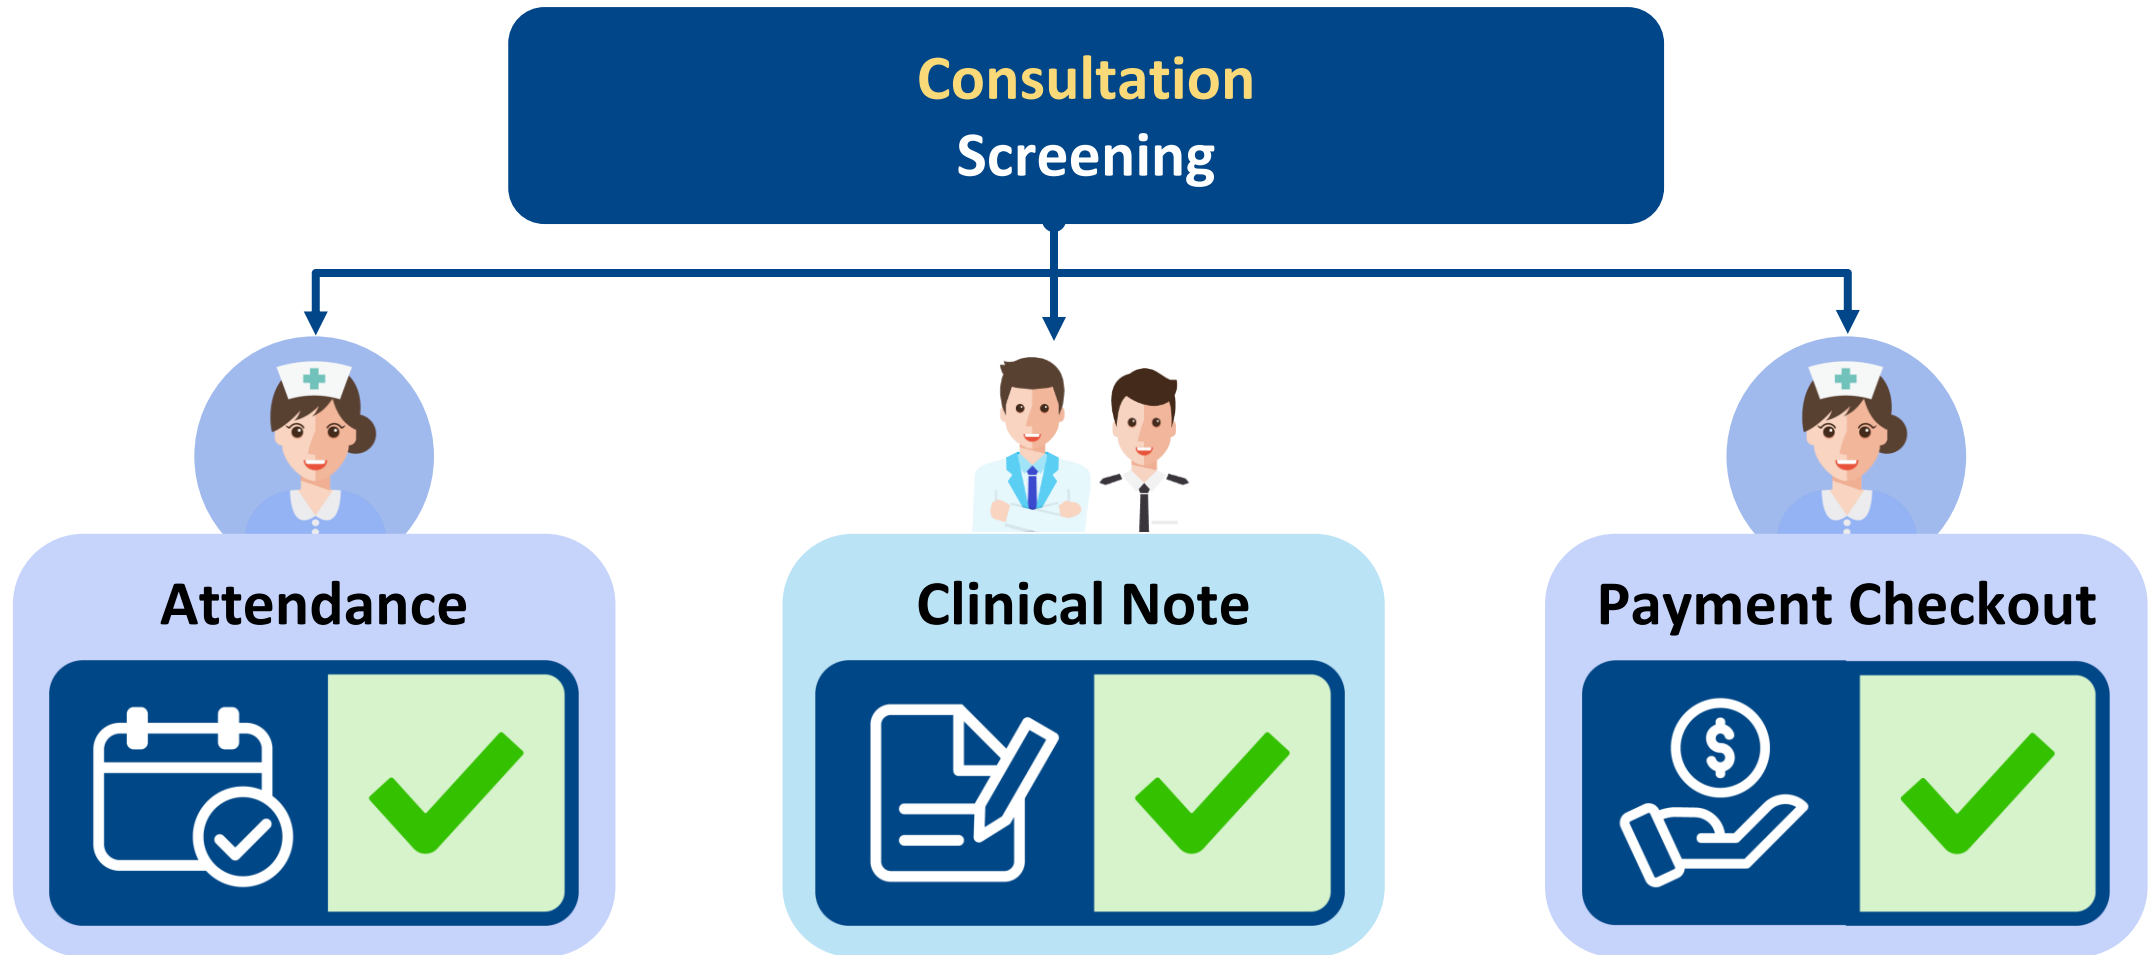 Consultation
Screening
Attendance
Clinical Note
Payment Checkout
$